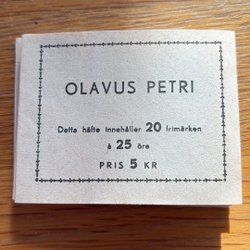 OLAVUS PETRI
Detta häfte innehåller 20 frimärken
à 25 öre
PRIS 5 KR